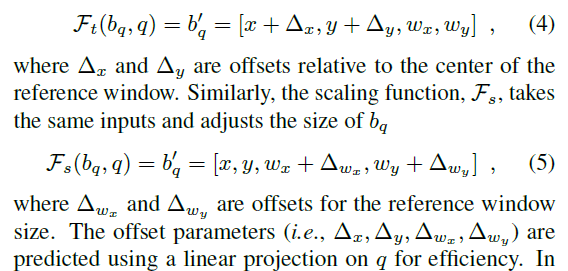 ℱₜ(b_q, q) = b′_q = [x + Δ_x, y + Δ_y, w_x, w_y] , (4)
where Δ_x and Δ_y are offsets relative to the center of the
reference window. Similarly, the scaling function, ℱ_s, takes
the same inputs and adjusts the size of b_q
ℱ_s(b_q, q) = b′_q = [x, y, w_x + Δ_{w_x}, w_y + Δ_{w_y}] , (5)
where Δ_{w_x} and Δ_{w_y} are offsets for the reference window
size. The offset parameters (i.e., Δ_x, Δ_y, Δ_{w_x}, Δ_{w_y}) are
predicted using a linear projection on q for efficiency. In